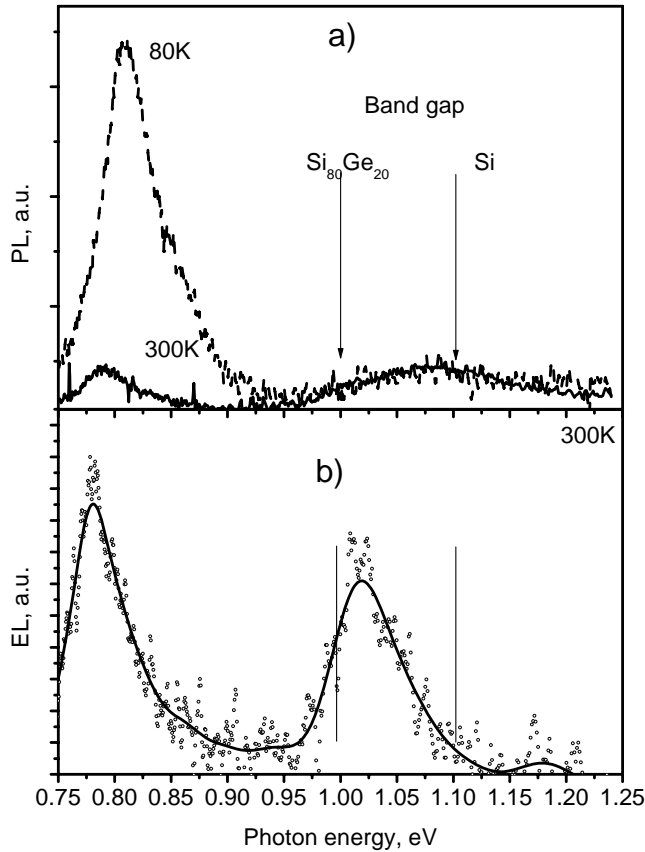 a)
80K
Band gap
Si₈₀Ge₂₀ Si
PL, a.u.
300K
300K
b)
EL, a.u.
0.75 0.80 0.85 0.90 0.95 1.00 1.05 1.10 1.15 1.20 1.25
Photon energy, eV